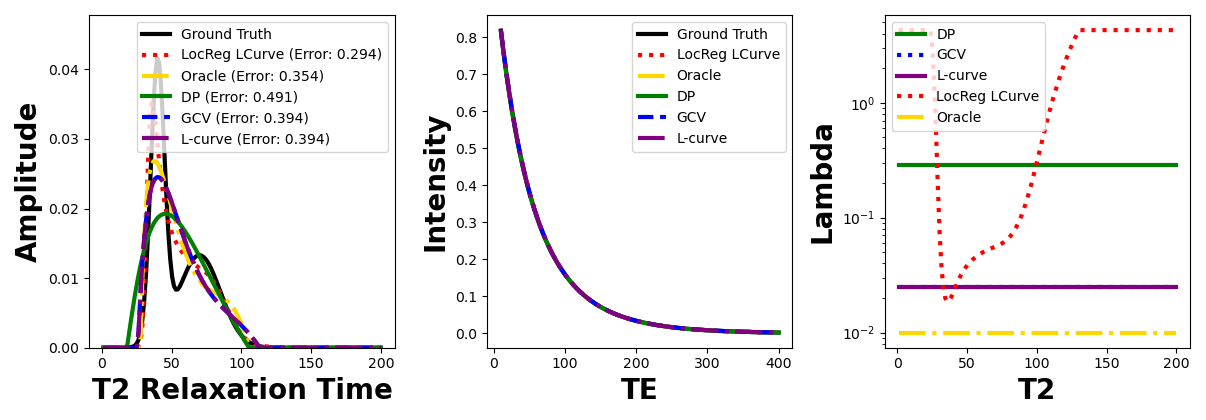 Amplitude
0.04
0.03
0.02
0.01
0.00
Ground Truth
LocReg LCurve (Error: 0.294)
Oracle (Error: 0.354)
DP (Error: 0.491)
GCV (Error: 0.394)
L-curve (Error: 0.394)
0 50 100 150 200
T2 Relaxation Time
Intensity
0.8
0.7
0.6
0.5
0.4
0.3
0.2
0.1
0.0
Ground Truth
LocReg LCurve
Oracle
DP
GCV
L-curve
0 100 200 300 400
TE
Lambda
10⁰
10⁻¹
10⁻²
DP
GCV
L-curve
LocReg LCurve
Oracle
0 50 100 150 200
T2